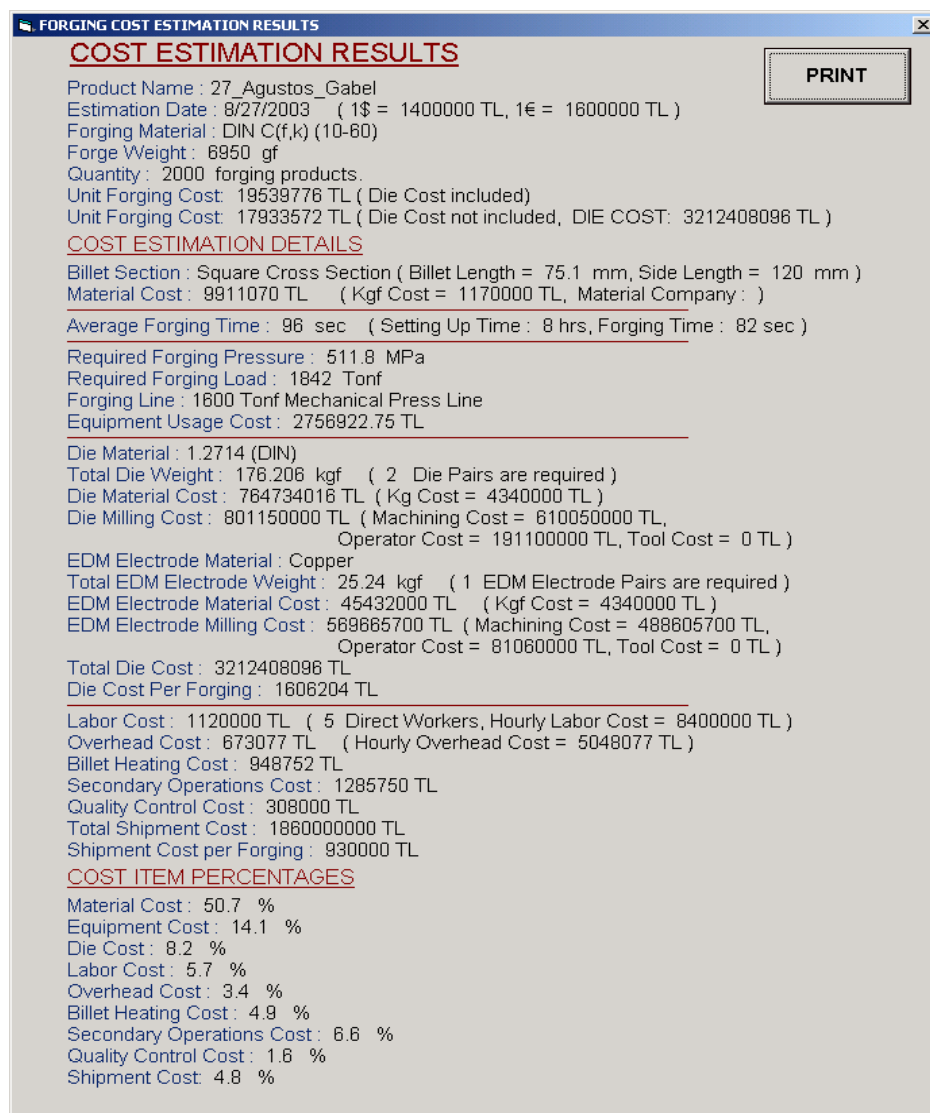 FORGING COST ESTIMATION RESULTS
COST ESTIMATION RESULTS
PRINT
Product Name : 27_Agustos_Gabel
Estimation Date : 8/27/2003 ( 1$ = 1400000 TL, 1€ = 1600000 TL )
Forging Material : DIN C(f,k) (10-60)
Forge Weight : 6950 gf
Quantity : 2000 forging products.
Unit Forging Cost: 19539776 TL ( Die Cost included)
Unit Forging Cost: 17933572 TL ( Die Cost not included, DIE COST: 3212408096 TL )
COST ESTIMATION DETAILS
Billet Section : Square Cross Section ( Billet Length = 75.1 mm, Side Length = 120 mm )
Material Cost : 9911070 TL ( Kgf Cost = 1170000 TL, Material Company : )
Average Forging Time : 96 sec ( Setting Up Time : 8 hrs, Forging Time : 82 sec )
Required Forging Pressure : 511.8 MPa
Required Forging Load : 1842 Tonf
Forging Line : 1600 Tonf Mechanical Press Line
Equipment Usage Cost : 2756922.75 TL
Die Material : 1.2714 (DIN)
Total Die Weight : 176.206 kgf ( 2 Die Pairs are required )
Die Material Cost : 764734016 TL ( Kg Cost = 4340000 TL )
Die Milling Cost : 801150000 TL ( Machining Cost = 610050000 TL,
Operator Cost = 191100000 TL, Tool Cost = 0 TL )
EDM Electrode Material : Copper
Total EDM Electrode Weight : 25.24 kgf ( 1 EDM Electrode Pairs are required )
EDM Electrode Material Cost : 45432000 TL ( Kgf Cost = 4340000 TL )
EDM Electrode Milling Cost : 569665700 TL ( Machining Cost = 488605700 TL,
Operator Cost = 81060000 TL, Tool Cost = 0 TL )
Total Die Cost : 3212408096 TL
Die Cost Per Forging : 1606204 TL
Labor Cost : 1120000 TL ( 5 Direct Workers, Hourly Labor Cost = 8400000 TL )
Overhead Cost : 673077 TL ( Hourly Overhead Cost = 5048077 TL )
Billet Heating Cost : 948752 TL
Secondary Operations Cost : 1285750 TL
Quality Control Cost : 308000 TL
Total Shipment Cost : 1860000000 TL
Shipment Cost per Forging : 930000 TL
COST ITEM PERCENTAGES
Material Cost : 50.7 %
Equipment Cost : 14.1 %
Die Cost : 8.2 %
Labor Cost : 5.7 %
Overhead Cost : 3.4 %
Billet Heating Cost : 4.9 %
Secondary Operations Cost : 6.6 %
Quality Control Cost : 1.6 %
Shipment Cost: 4.8 %